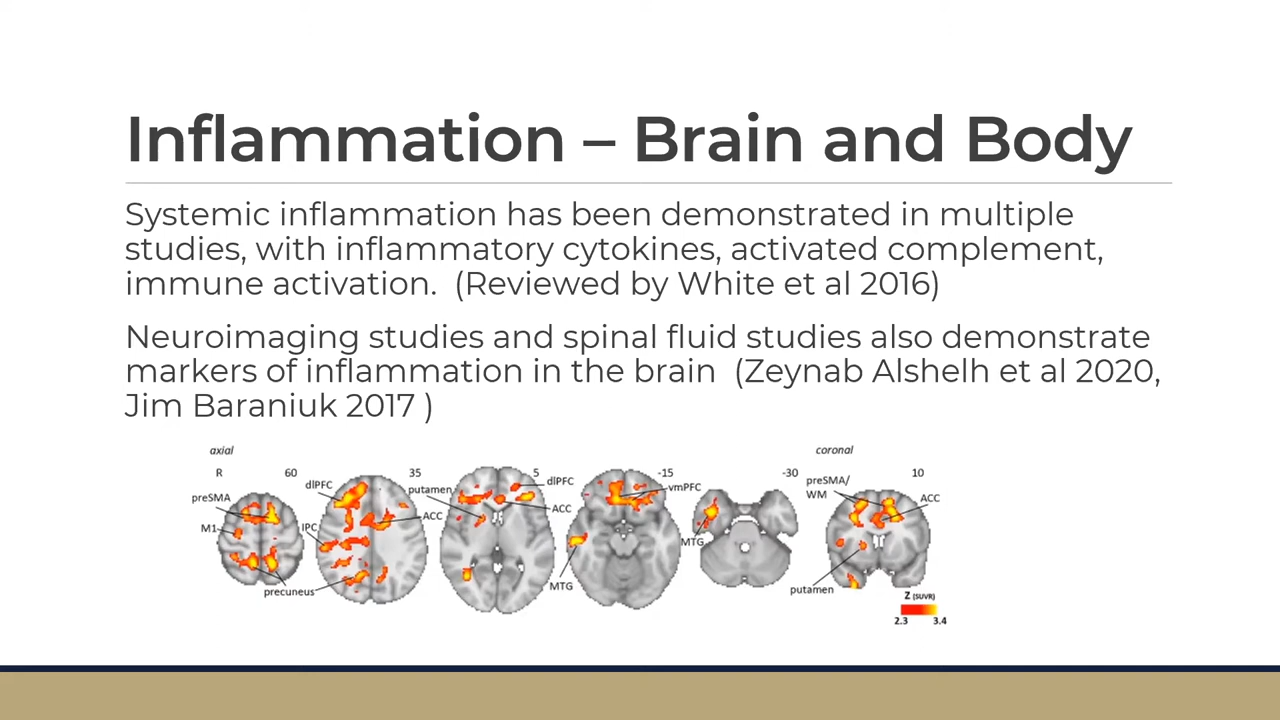 Inflammation – Brain and Body
Systemic inflammation has been demonstrated in multiple
studies, with inflammatory cytokines, activated complement,
immune activation.  (Reviewed by White et al 2016)
Neuroimaging studies and spinal fluid studies also demonstrate
markers of inflammation in the brain  (Zeynab Alshelh et al 2020,
Jim Baraniuk 2017 )
axial
coronal
R 60 35 5 -15 -30 10
dlPFC
putamen
dlPFC
vmPFC
preSMA/
WM
preSMA
ACC
ACC
ACC
M1
lPC
MTG
MTG
precuneus
putamen
Z (SUVR)
2.3 3.4